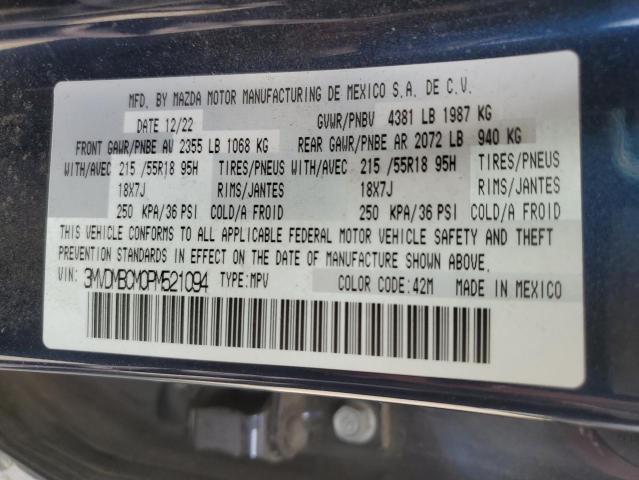 MFD. BY MAZDA MOTOR MANUFACTURING DE MEXICO S.A. DE C.V.
DATE 12/22 GVWR/PNBV 4381 LB 1987 KG
FRONT GAWR/PNBE AV 2355 LB 1068 KG REAR GAWR/PNBE AR 2072 LB 940 KG
WITH/AVEC 215 /55R18 95H TIRES/PNEUS WITH/AVEC 215 /55R18 95H TIRES/PNEUS
18X7J RIMS/JANTES 18X7J RIMS/JANTES
250 KPA/36 PSI COLD/A FROID 250 KPA/36 PSI COLD/A FROID
THIS VEHICLE CONFORMS TO ALL APPLICABLE FEDERAL MOTOR VEHICLE SAFETY AND THEFT
PREVENTION STANDARDS IN EFFECT ON THE DATE OF MANUFACTURE SHOWN ABOVE.
VIN: 3MVDMBCM0PM521094 TYPE:MPV COLOR CODE:42M MADE IN MEXICO